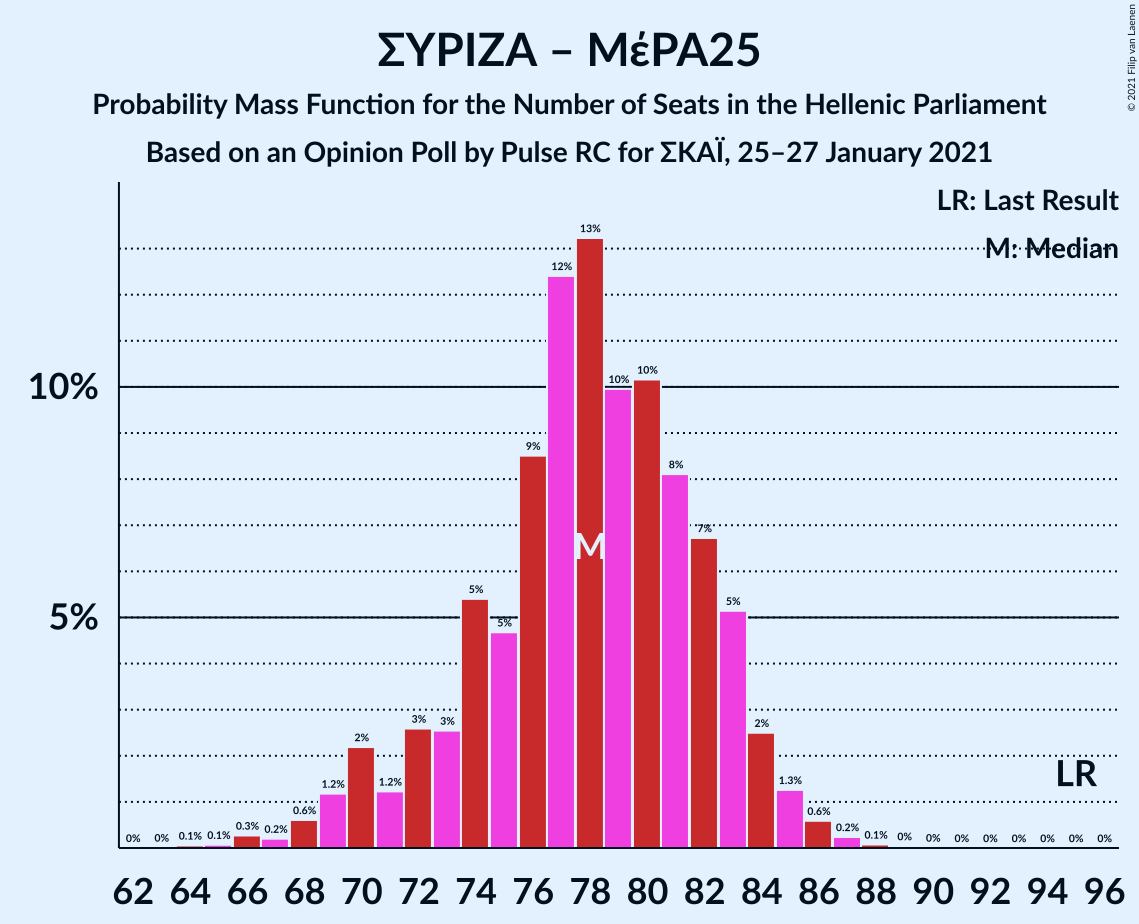 ΣΥΡΙΖΑ – ΜέΡΑ25
Probability Mass Function for the Number of Seats in the Hellenic Parliament
Based on an Opinion Poll by Pulse RC for ΣΚΑΪ, 25–27 January 2021
© 2021 Filip van Laenen
LR: Last Result
M: Median
10%
5%
0% 0% 0.1% 0.1% 0.3% 0.2% 0.6% 1.2% 2% 1.2% 3% 3% 5% 5% 9% 12% 13% 10% 10% 8% 7% 5% 2% 1.3% 0.6% 0.2% 0.1% 0% 0% 0% 0% 0% 0% 0% 0%
M
LR
62 64 66 68 70 72 74 76 78 80 82 84 86 88 90 92 94 96